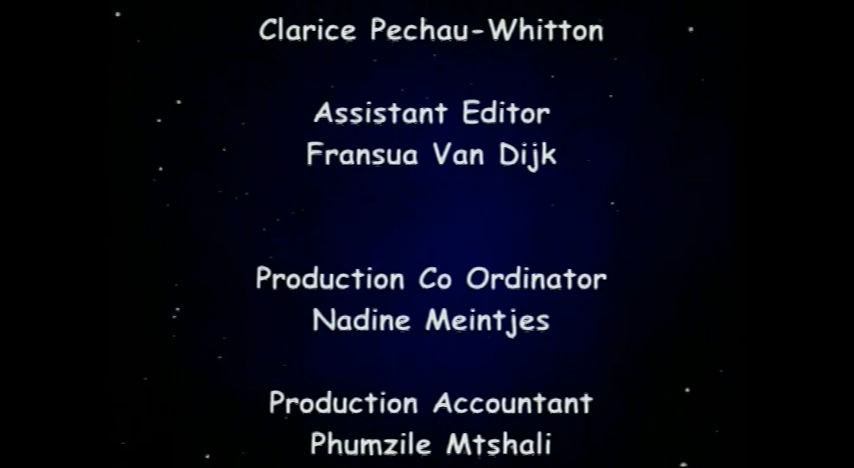 Clarice Pechau-Whitton
Assistant Editor
Fransua Van Dijk
Production Co Ordinator
Nadine Meintjes
Production Accountant
Phumzile Mtshali